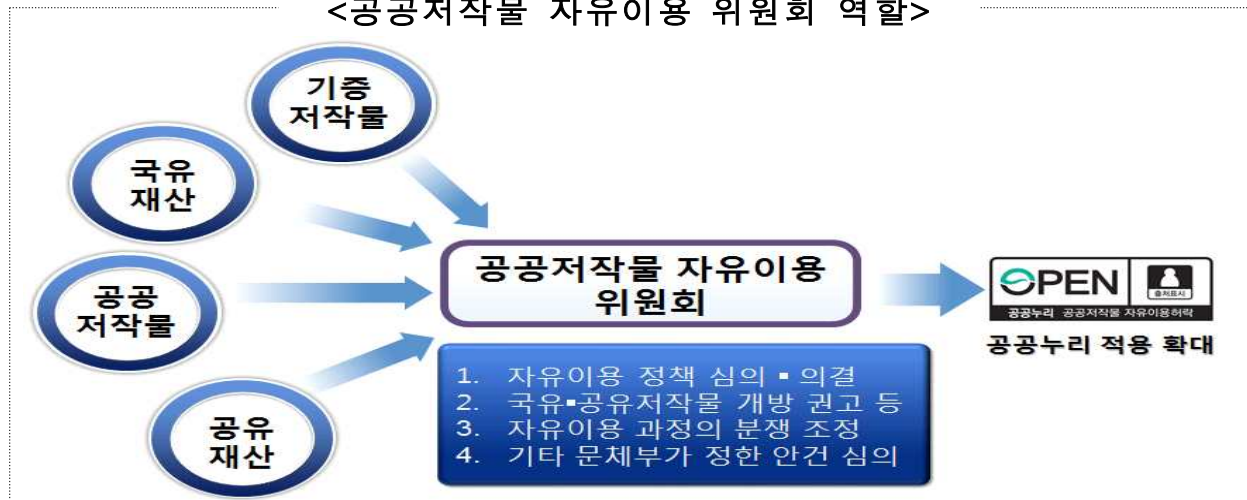 <공공저작물 자유이용 위원회 역할>
기증
저작물
국유
재산
공공
저작물
공유
재산
공공저작물 자유이용
위원회
1. 자유이용 정책 심의▪의결
2. 국유▪공유저작물 개방 권고 등
3. 자유이용 과정의 분쟁 조정
4. 기타 문체부가 정한 안건 심의
OPEN
출처표시
공공누리 공공저작물 자유이용허락
공공누리 적용 확대